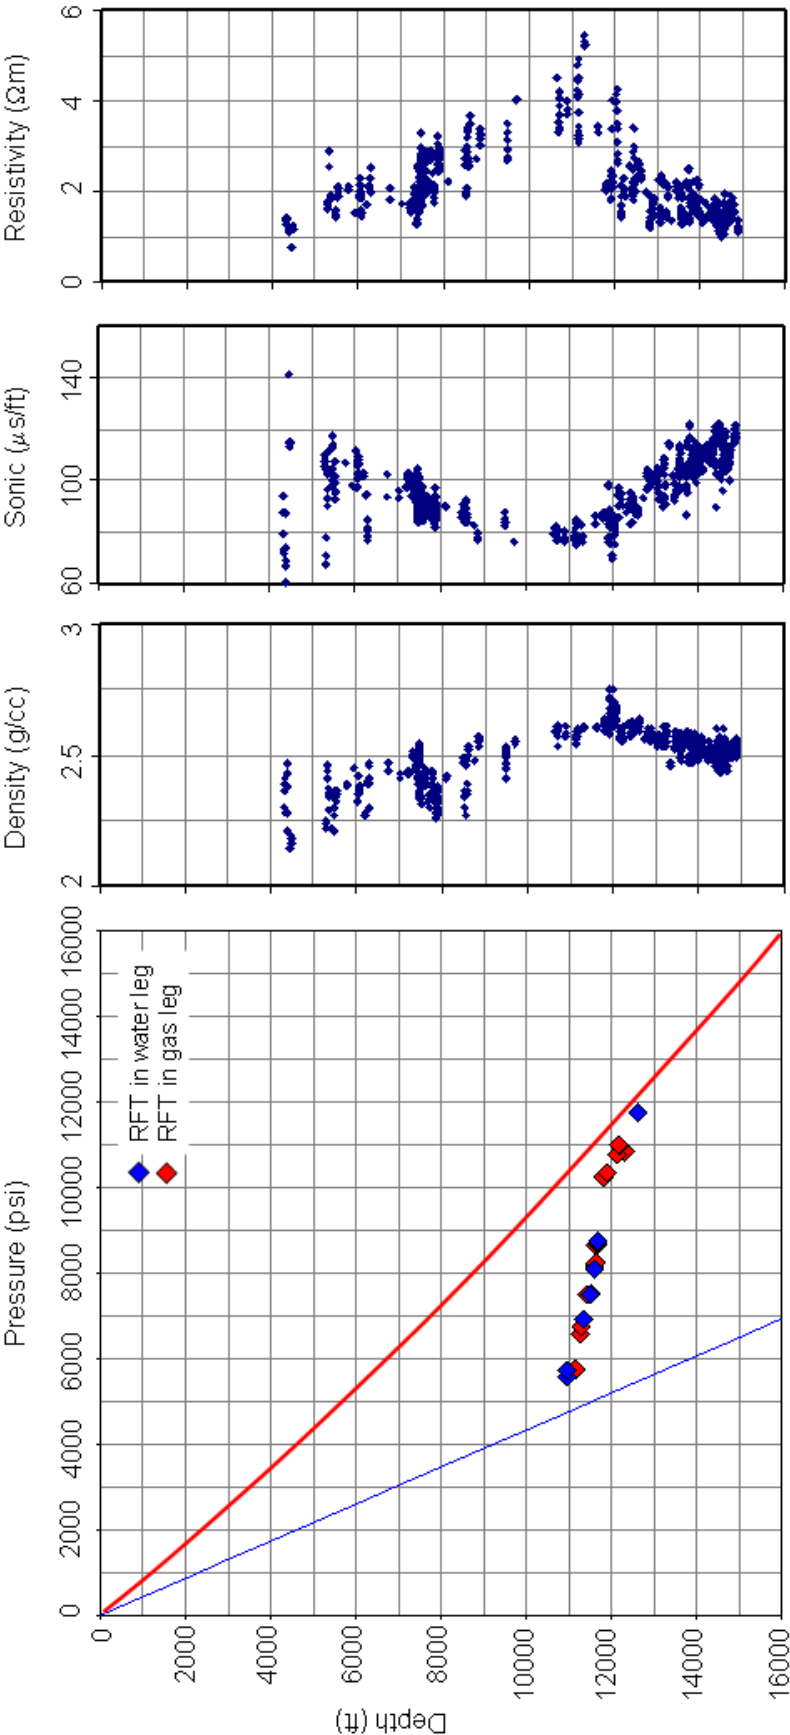 Pressure (psi)
0 2000 4000 6000 8000 10000 12000 14000 16000
Density (g/cc)
2 2.5 3
Sonic (μs/ft)
60 100 140
Resistivity (Ωm)
0 2 4 6
RFT in water leg
RFT in gas leg
Depth (ft)
0
2000
4000
6000
8000
10000
12000
14000
16000